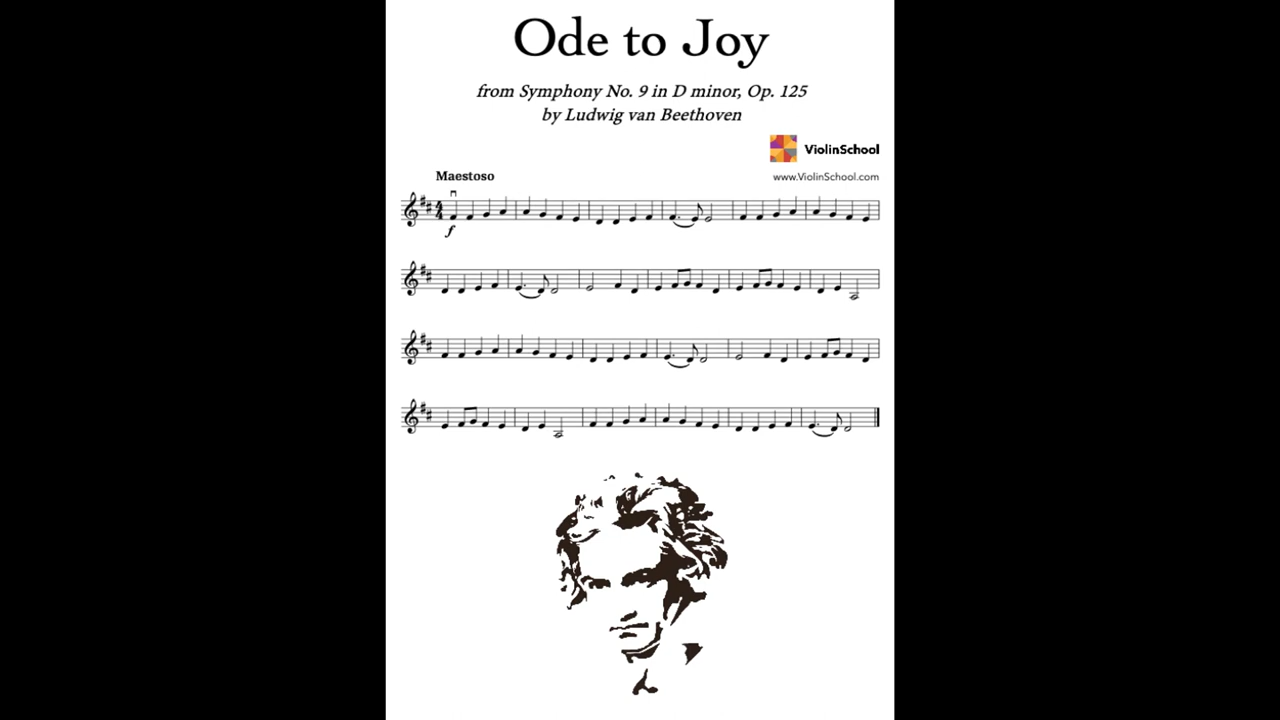 Ode to Joy
from Symphony No. 9 in D minor, Op. 125
by Ludwig van Beethoven
ViolinSchool
www.ViolinSchool.com
Maestoso
f